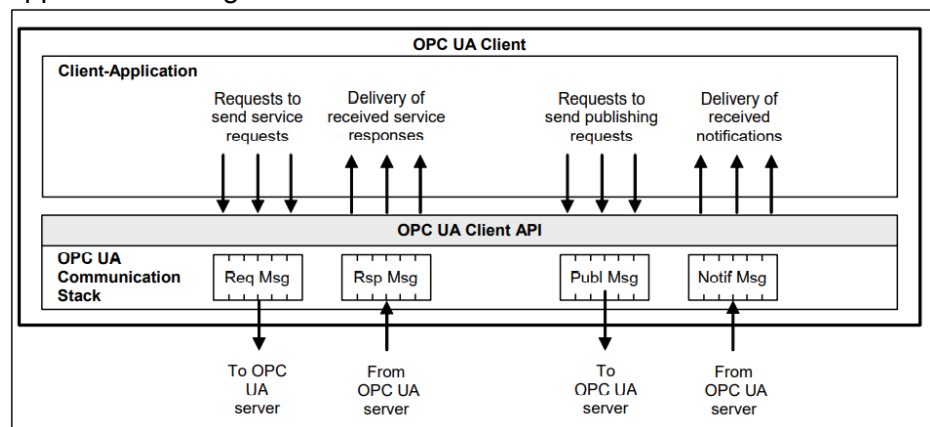 OPC UA Client
Client-Application
Requests to
send service
requests
Delivery of
received service
responses
Requests to
send publishing
requests
Delivery of
received
notifications
OPC UA Client API
OPC UA
Communication
Stack
Req Msg
Rsp Msg
Publ Msg
Notif Msg
To OPC
UA
server
From
OPC UA
server
To
OPC UA
server
From
OPC UA
server